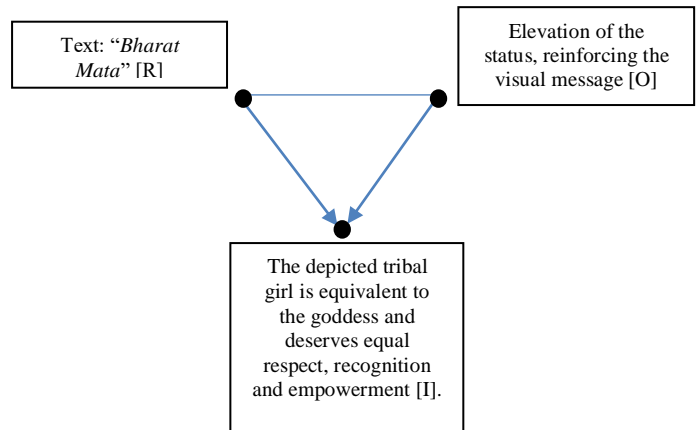 Text: “Bharat
Mata” [R]
Elevation of the
status, reinforcing the
visual message [O]
The depicted tribal
girl is equivalent to
the goddess and
deserves equal
respect, recognition
and empowerment [I].